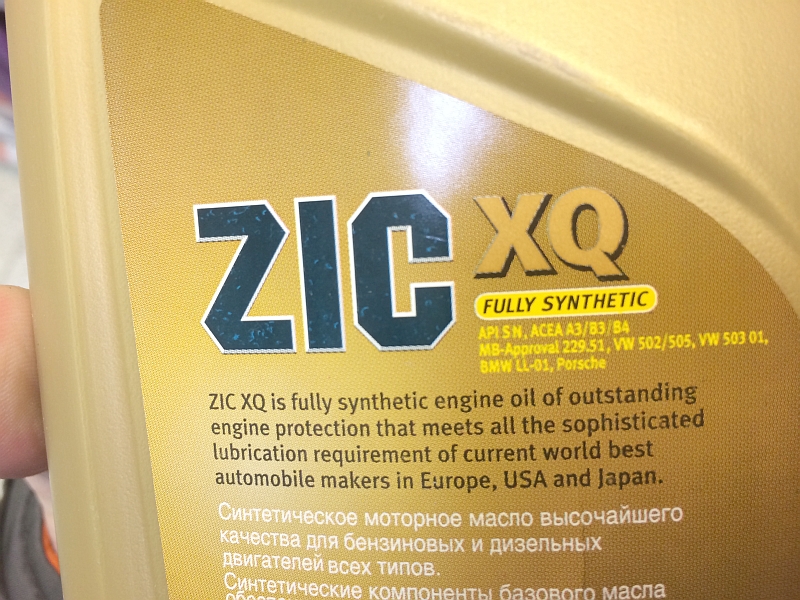 ZIC XQ
FULLY SYNTHETIC
API SN, ACEA A3/B3/B4
MB-Approval 229.51, VW 502/505, VW 503 01,
BMW LL-01, Porsche
ZIC XQ is fully synthetic engine oil of outstanding
engine protection that meets all the sophisticated
lubrication requirement of current world best
automobile makers in Europe, USA and Japan.
Синтетическое моторное масло высочайшего
качества для бензиновых и дизельных
двигателей всех типов.
Синтетические компоненты базового масла